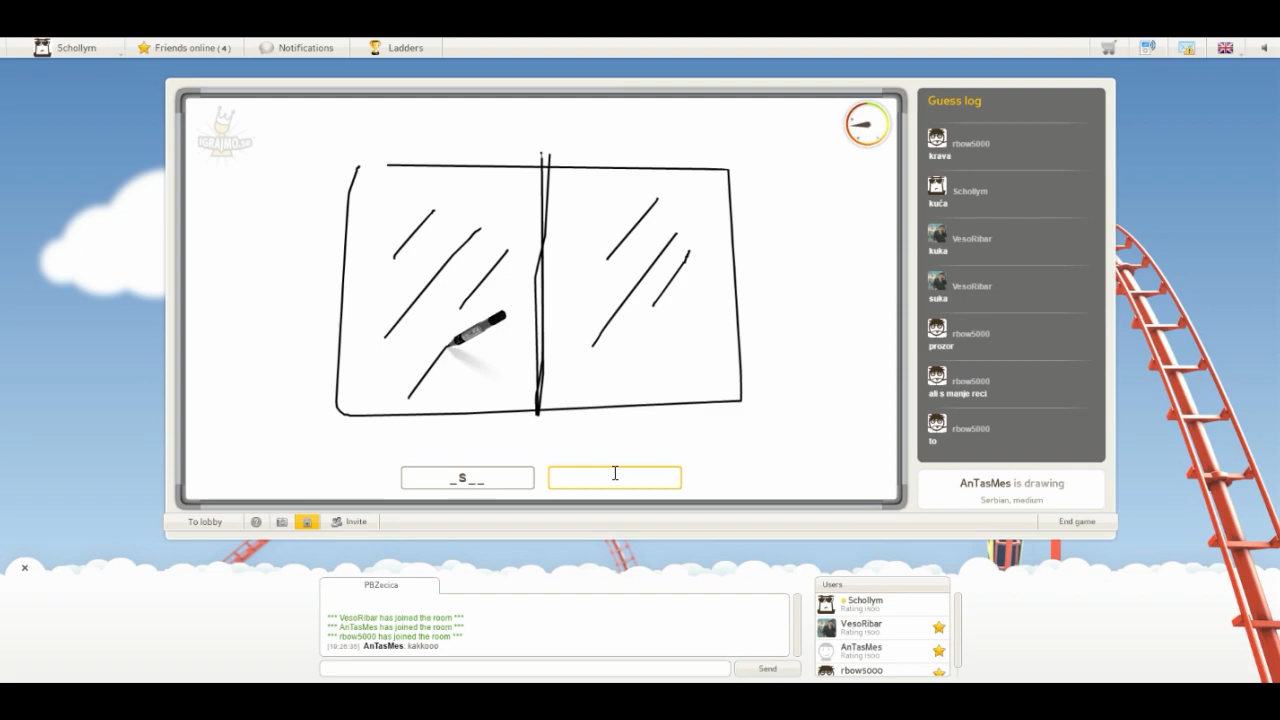 Schollym
Friends online (4)
Notifications
Ladders
IGRAJMO.SE
Guess log
rbow5000
krava
Schollym
kuća
VesoRibar
kuka
VesoRibar
suka
rbow5000
prozor
rbow5000
ali s manje reci
rbow5000
to
_ S _ _
AnTasMes is drawing
Serbian, medium
To lobby
Invite
End game
PBZecica
*** VesoRibar has joined the room ***
*** AnTasMes has joined the room ***
*** rbow5000 has joined the room ***
[19:26:35] AnTasMes: kakkooo
Send
Users
Schollym
Rating 1500
VesoRibar
Rating 1500
AnTasMes
Rating 1500
rbow5000